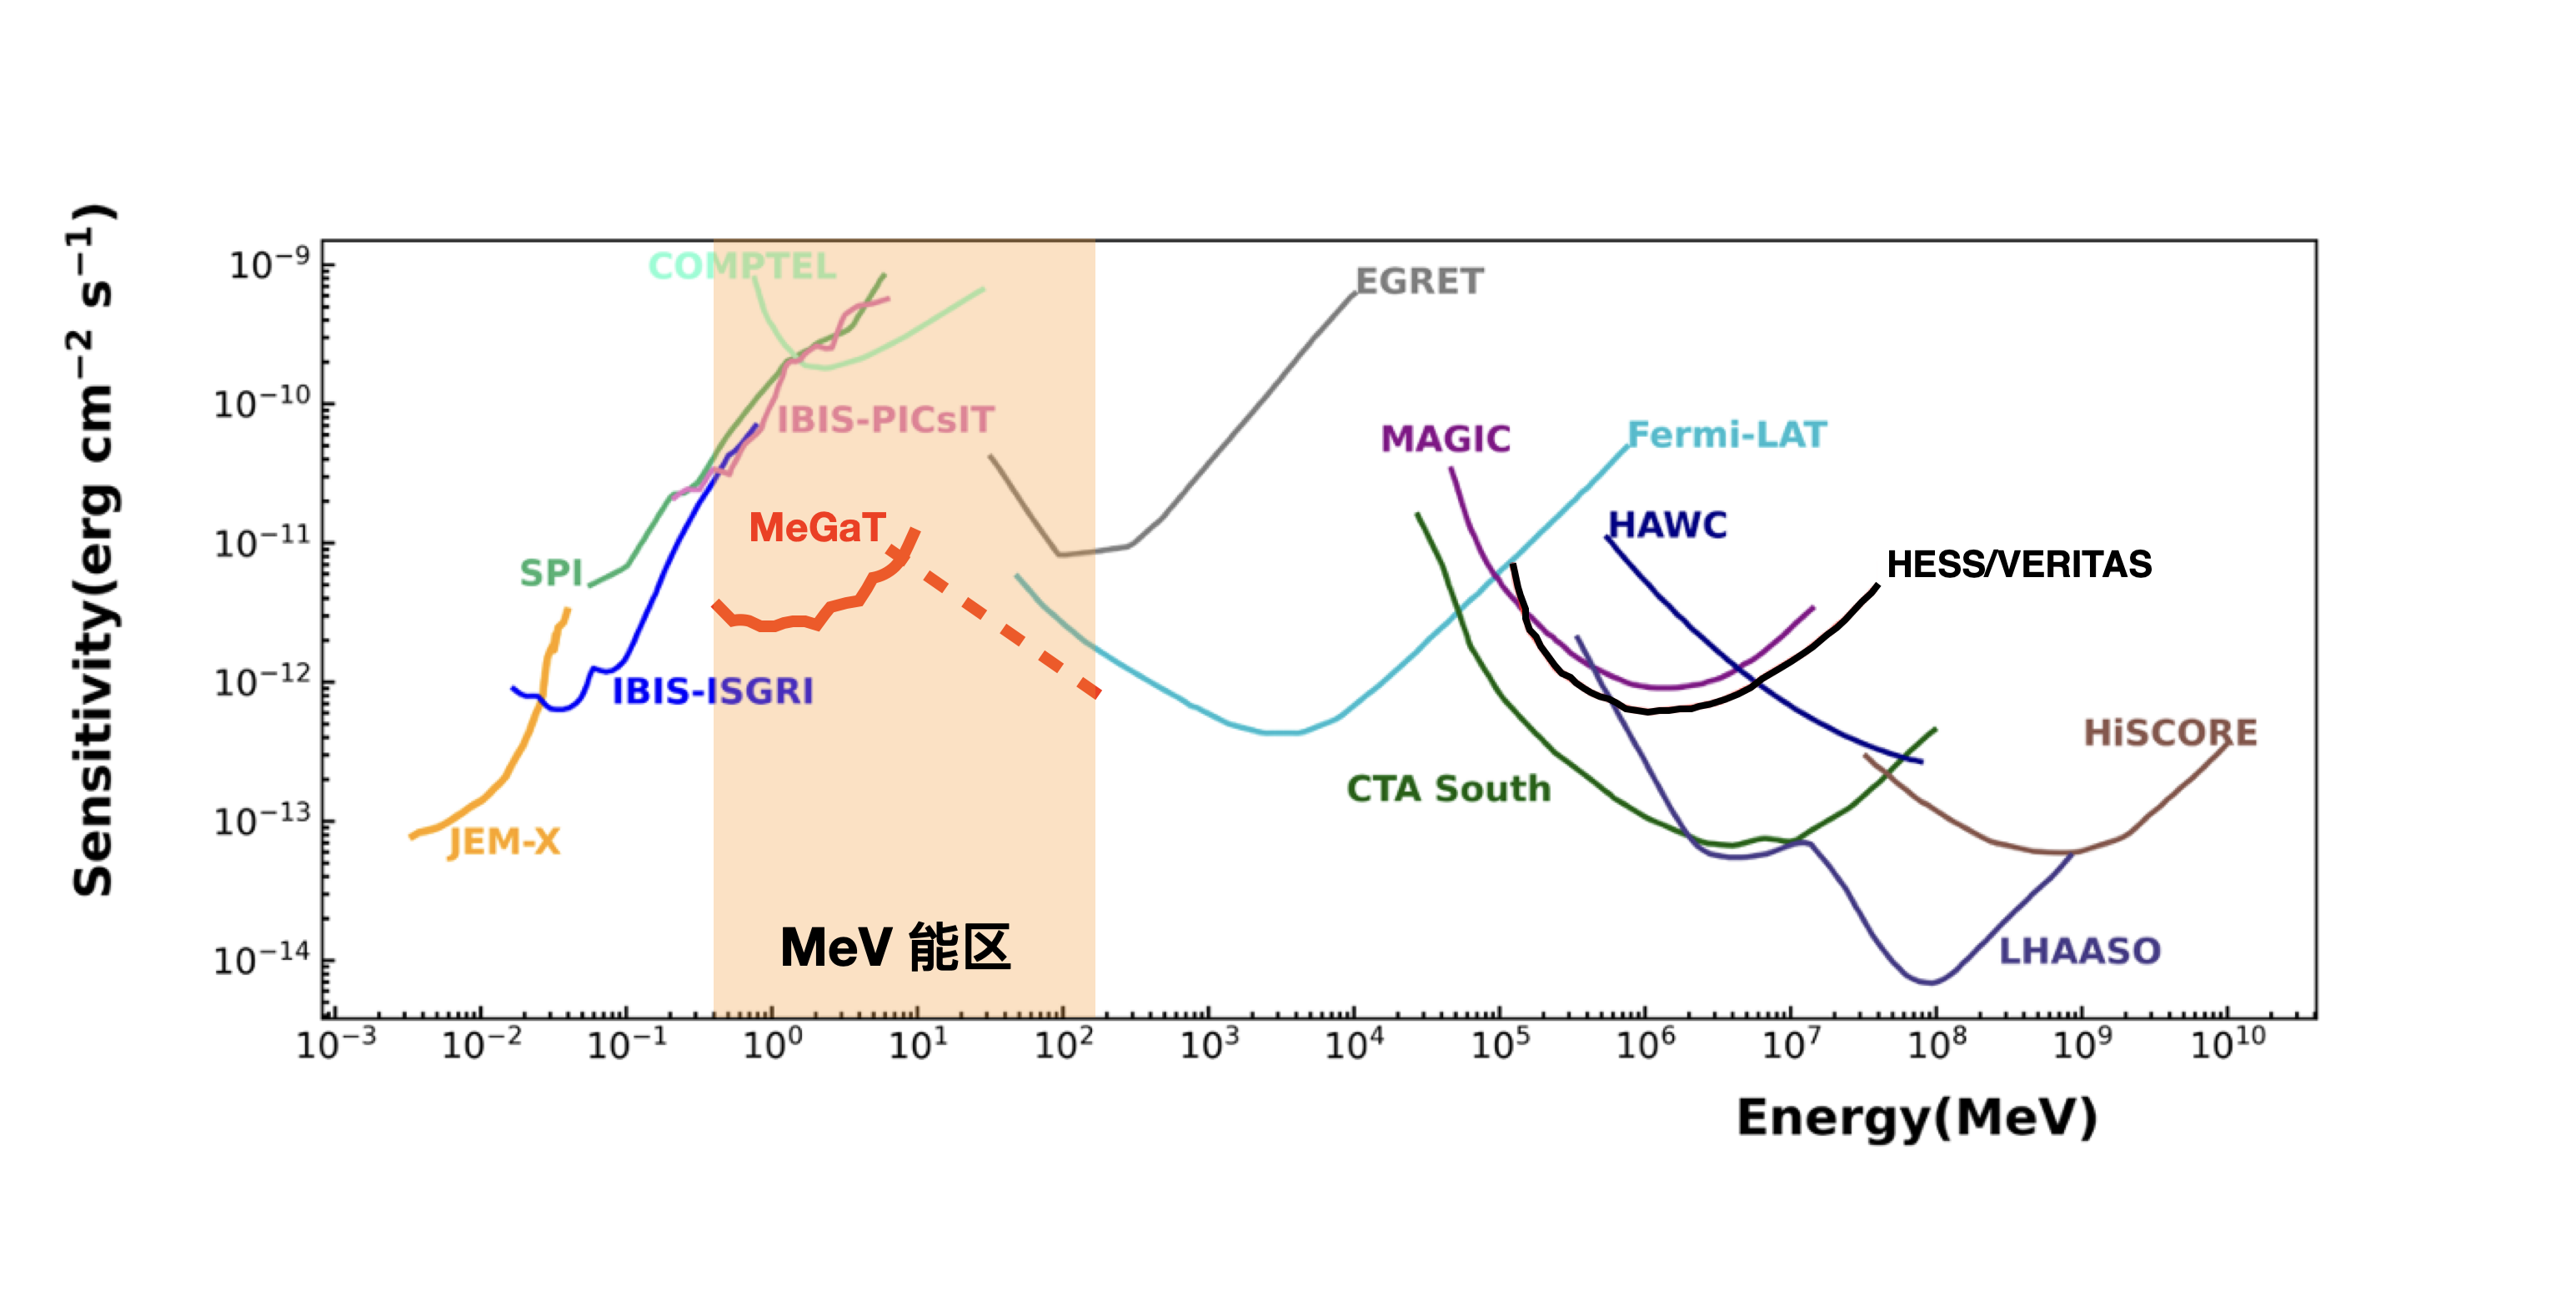 Sensitivity(erg cm⁻² s⁻¹)
10⁻⁹
10⁻¹⁰
10⁻¹¹
10⁻¹²
10⁻¹³
10⁻¹⁴
COMPTEL
EGRET
IBIS-PICsIT
MAGIC
Fermi-LAT
MeGaT
HAWC
SPI
HESS/VERITAS
IBIS-ISGRI
HiSCORE
CTA South
JEM-X
MeV 能区
LHAASO
10⁻³ 10⁻² 10⁻¹ 10⁰ 10¹ 10² 10³ 10⁴ 10⁵ 10⁶ 10⁷ 10⁸ 10⁹ 10¹⁰
Energy(MeV)